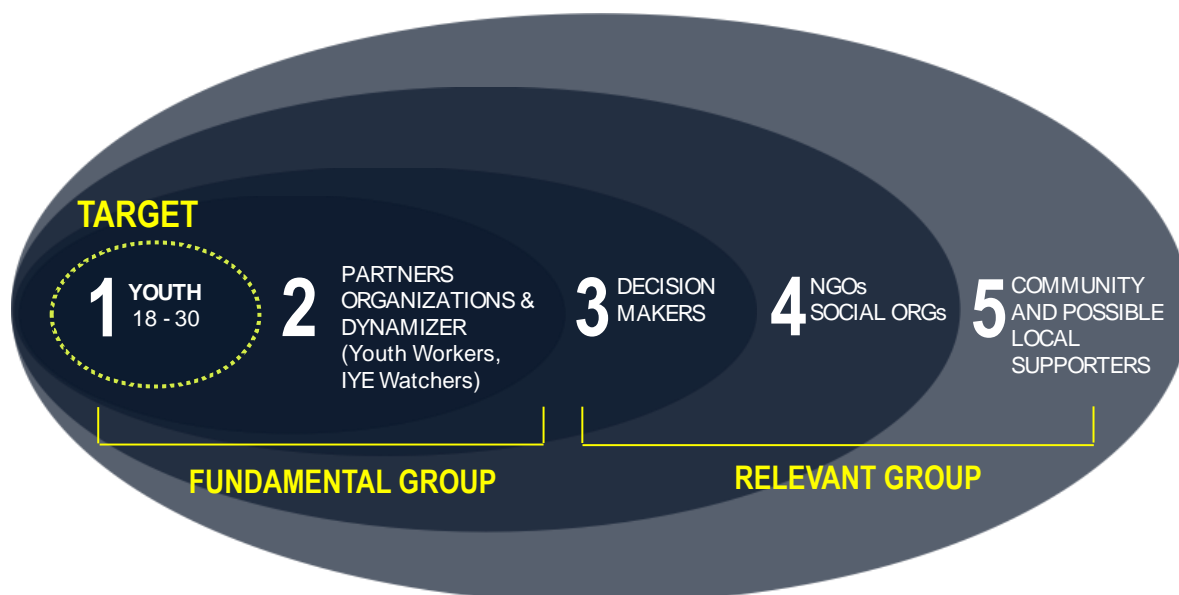 TARGET
1 YOUTH
18 - 30
2 PARTNERS
ORGANIZATIONS &
DYNAMIZER
(Youth Workers,
IYE Watchers)
3 DECISION
MAKERS
4 NGOs
SOCIAL ORGs
5 COMMUNITY
AND POSSIBLE
LOCAL
SUPPORTERS
FUNDAMENTAL GROUP
RELEVANT GROUP